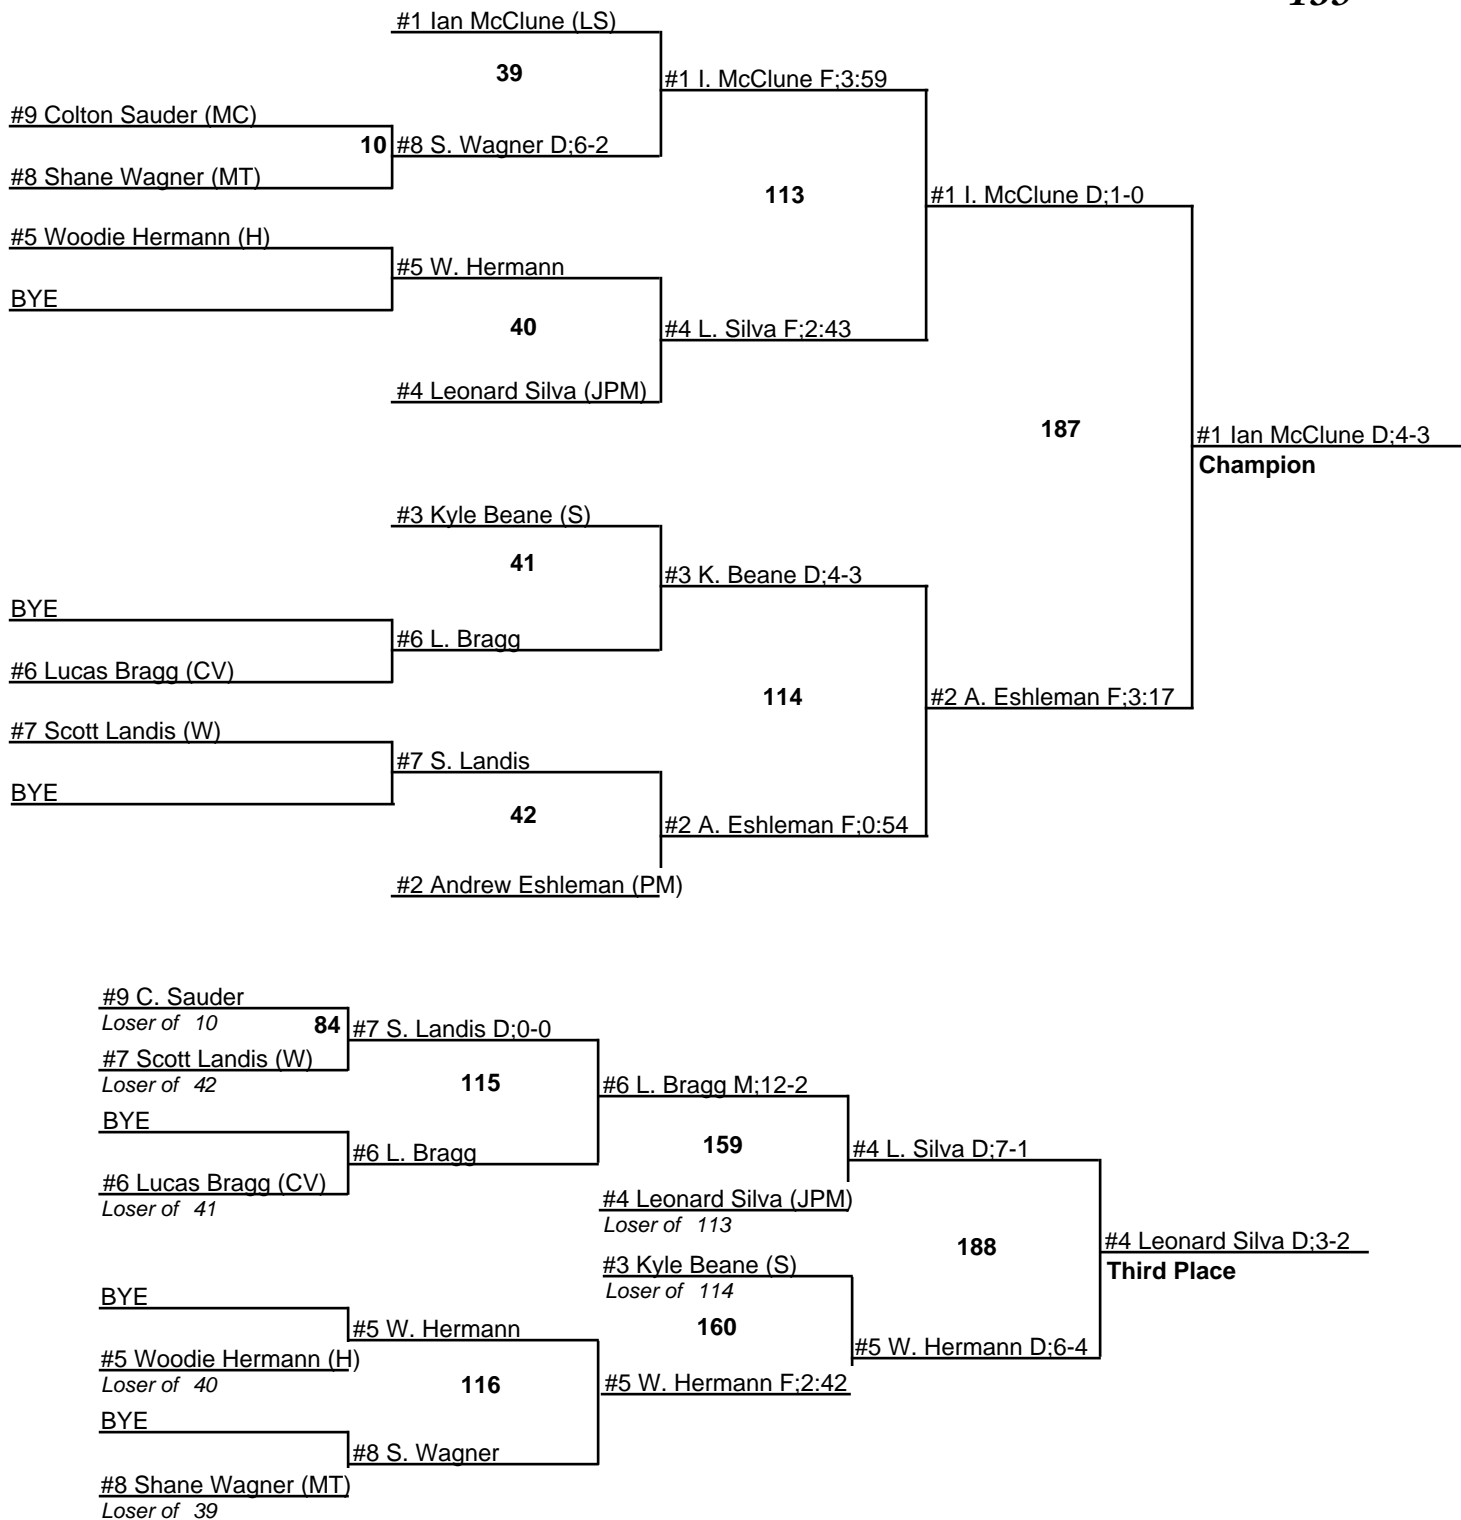 #1 Ian McClune (LS)
39
#1 I. McClune F;3:59
#9 Colton Sauder (MC)
10
#8 S. Wagner D;6-2
#8 Shane Wagner (MT)
113
#1 I. McClune D;1-0
#5 Woodie Hermann (H)
#5 W. Hermann
BYE
40
#4 L. Silva F;2:43
#4 Leonard Silva (JPM)
187
#1 Ian McClune D;4-3
Champion
#3 Kyle Beane (S)
41
#3 K. Beane D;4-3
BYE
#6 L. Bragg
#6 Lucas Bragg (CV)
114
#2 A. Eshleman F;3:17
#7 Scott Landis (W)
#7 S. Landis
BYE
42
#2 A. Eshleman F;0:54
#2 Andrew Eshleman (PM)
#9 C. Sauder
Loser of 10
84
#7 S. Landis D;0-0
#7 Scott Landis (W)
Loser of 42
115
#6 L. Bragg M;12-2
BYE
#6 L. Bragg
159
#4 L. Silva D;7-1
#6 Lucas Bragg (CV)
Loser of 41
#4 Leonard Silva (JPM)
Loser of 113
188
#4 Leonard Silva D;3-2
Third Place
#3 Kyle Beane (S)
Loser of 114
BYE
#5 W. Hermann
160
#5 W. Hermann D;6-4
#5 Woodie Hermann (H)
Loser of 40
116
#5 W. Hermann F;2:42
BYE
#8 S. Wagner
#8 Shane Wagner (MT)
Loser of 39